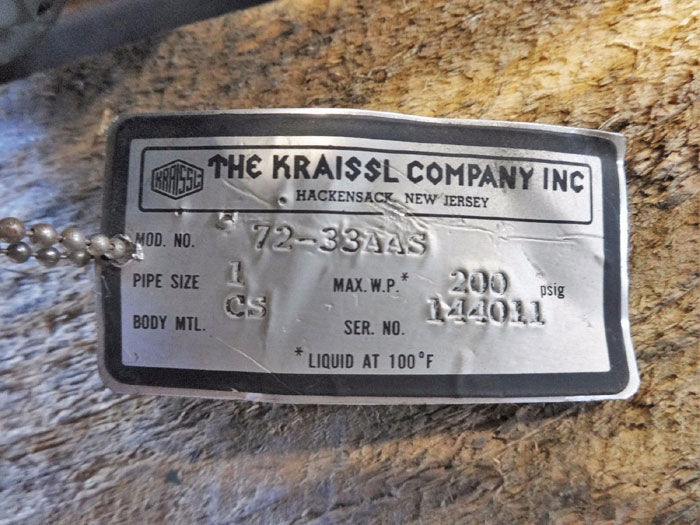 KRAISSL THE KRAISSL COMPANY INC
HACKENSACK, NEW JERSEY
MOD. NO. 72-33AAS
PIPE SIZE 1 MAX. W.P.* 200 psig
BODY MTL. CS SER. NO. 144011
* LIQUID AT 100°F